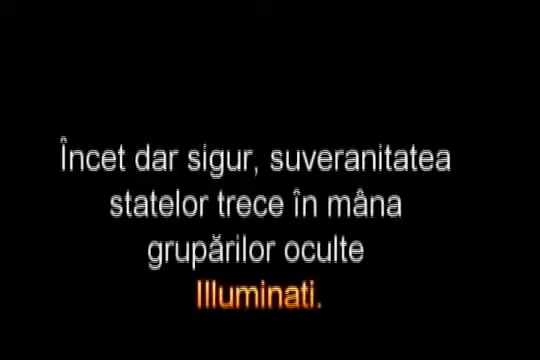 Încet dar sigur, suveranitatea
statelor trece în mâna
grupărilor oculte
Illuminati.